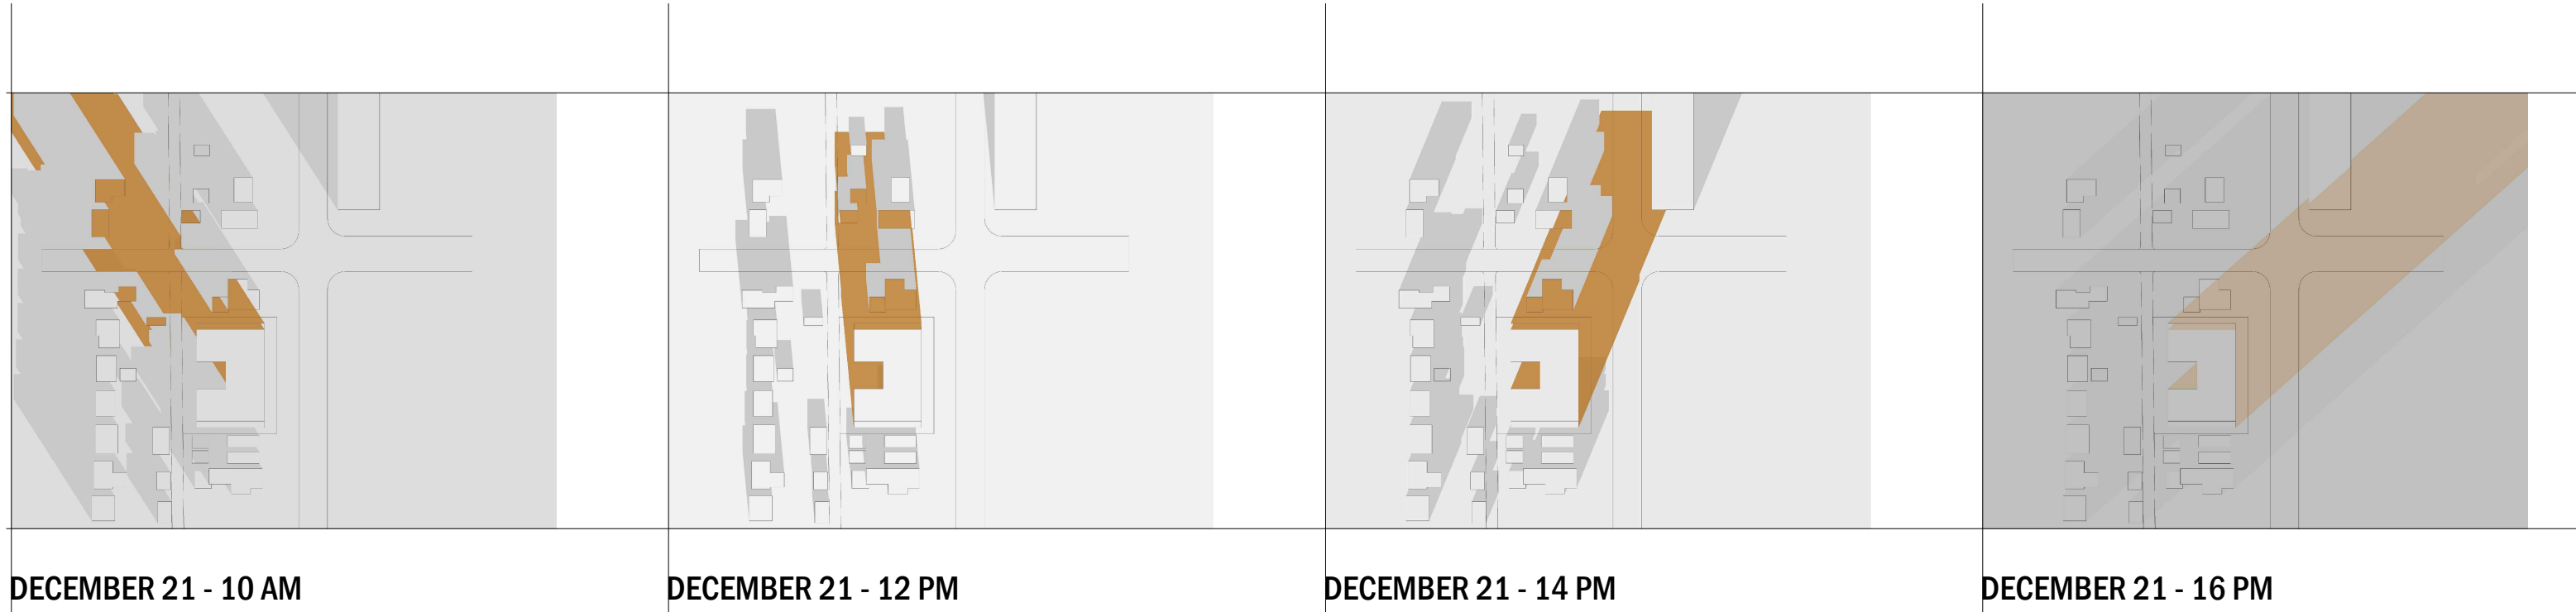 DECEMBER 21 - 10 AM
DECEMBER 21 - 12 PM
DECEMBER 21 - 14 PM
DECEMBER 21 - 16 PM